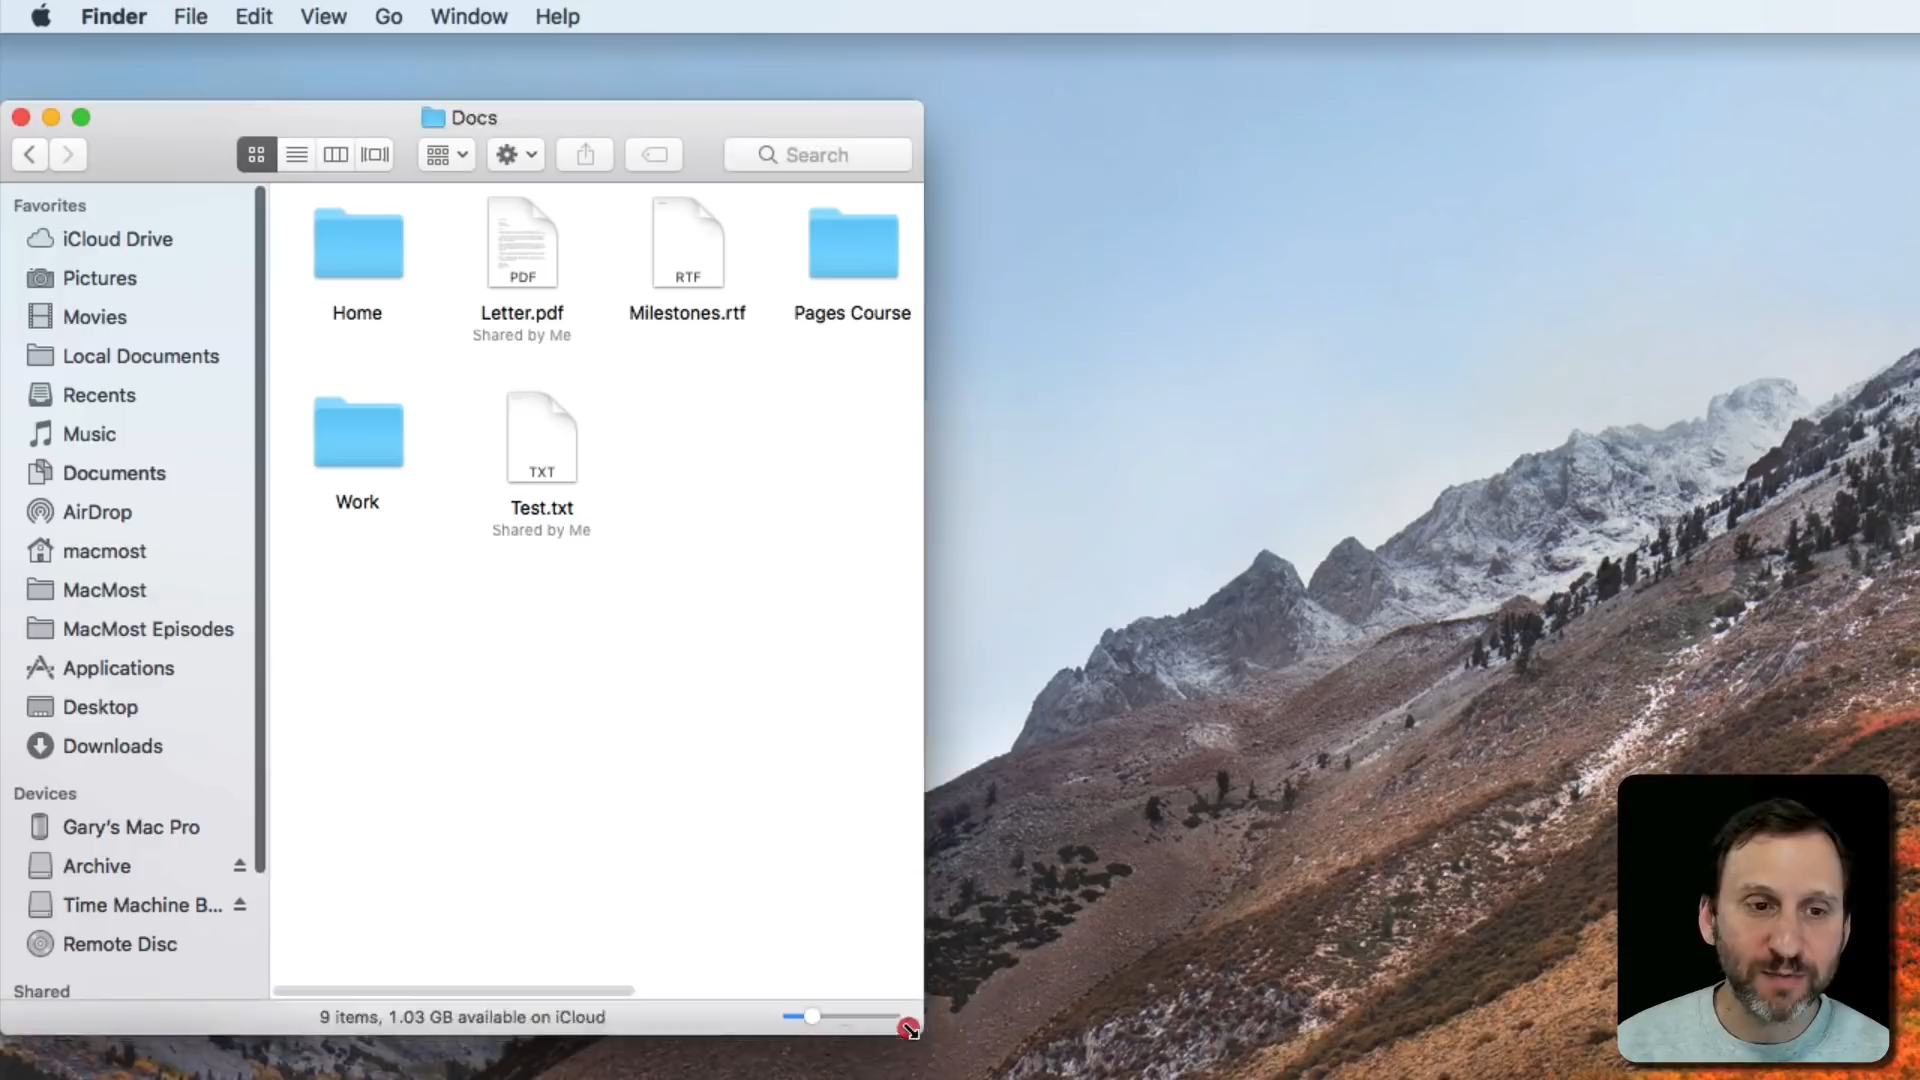 Finder File Edit View Go Window Help
Docs
Search
Favorites
iCloud Drive
Pictures
Movies
Local Documents
Recents
Music
Documents
AirDrop
macmost
MacMost
MacMost Episodes
Applications
Desktop
Downloads
Devices
Gary's Mac Pro
Archive
Time Machine B...
Remote Disc
Shared
PDF
RTF
Home
Letter.pdf
Shared by Me
Milestones.rtf
Pages Course
TXT
Work
Test.txt
Shared by Me
9 items, 1.03 GB available on iCloud